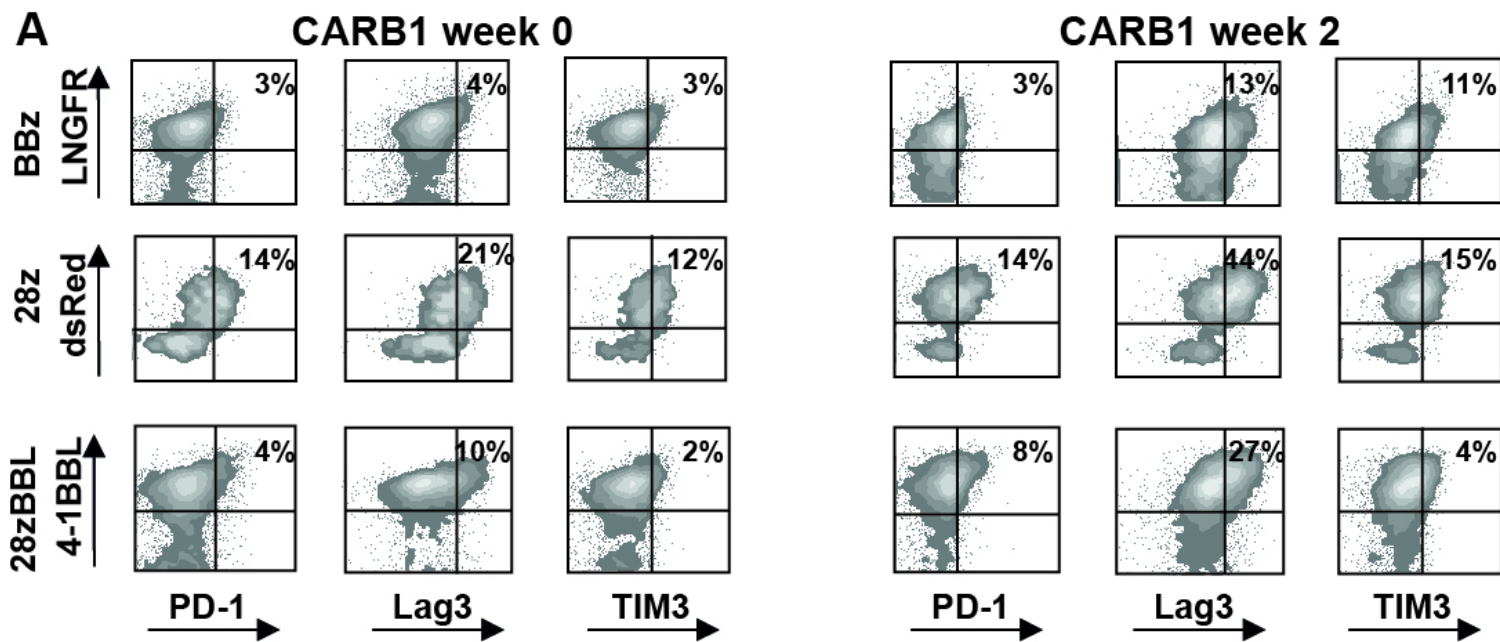 A
CARB1 week 0
CARB1 week 2
BBz
LNGFR
3%
4%
3%
3%
13%
11%
28z
dsRed
14%
21%
12%
14%
44%
15%
28zBBL
4-1BBL
4%
10%
2%
8%
27%
4%
PD-1
Lag3
TIM3
PD-1
Lag3
TIM3